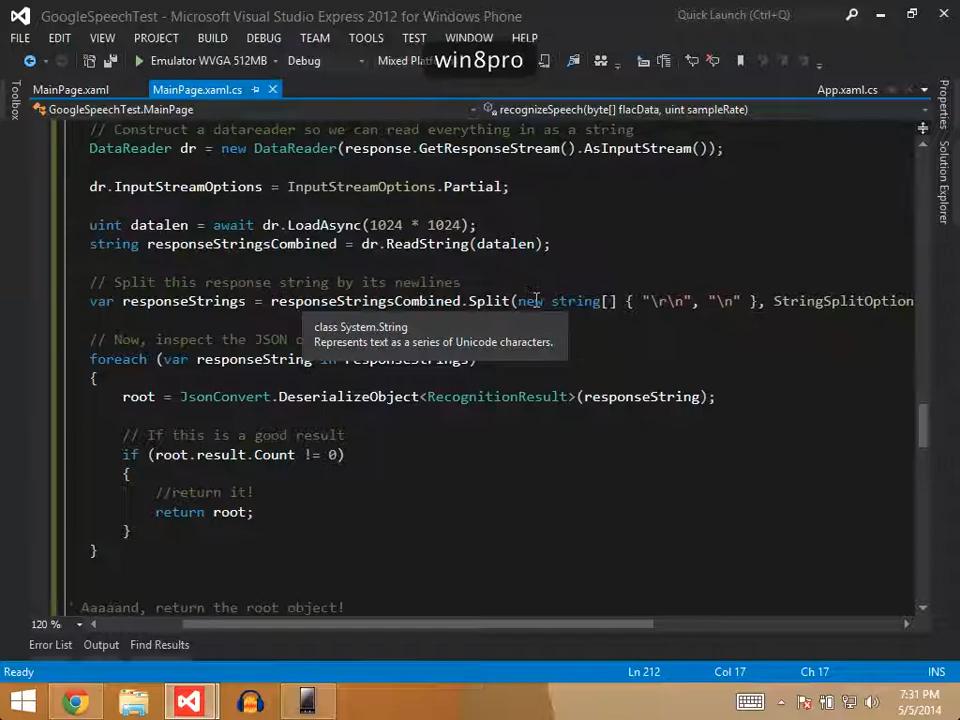 GoogleSpeechTest - Microsoft Visual Studio Express 2012 for Windows Phone
Quick Launch (Ctrl+Q)
FILE EDIT VIEW PROJECT BUILD DEBUG TEAM TOOLS TEST WINDOW HELP
Emulator WVGA 512MB Debug Mixed Pla
win8pro
Toolbox
MainPage.xaml MainPage.xaml.cs App.xaml.cs
GoogleSpeechTest.MainPage recognizeSpeech(byte[] flacData, uint sampleRate)
Properties
Solution Explorer
// Construct a datareader so we can read everything in as a string
DataReader dr = new DataReader(response.GetResponseStream().AsInputStream());
dr.InputStreamOptions = InputStreamOptions.Partial;
uint datalen = await dr.LoadAsync(1024 * 1024);
string responseStringsCombined = dr.ReadString(datalen);
// Split this response string by its newlines
var responseStrings = responseStringsCombined.Split(new string[] { "\r\n", "\n" }, StringSplitOption
class System.String
Represents text as a series of Unicode characters.
// Now, inspect the JSON
foreach (var responseString in responseStrings)
{
root = JsonConvert.DeserializeObject<RecognitionResult>(responseString);
// If this is a good result
if (root.result.Count != 0)
{
//return it!
return root;
}
}
' Aaaaand, return the root object!
120 %
Error List Output Find Results
Ready Ln 212 Col 17 Ch 17 INS
7:31 PM
5/5/2014